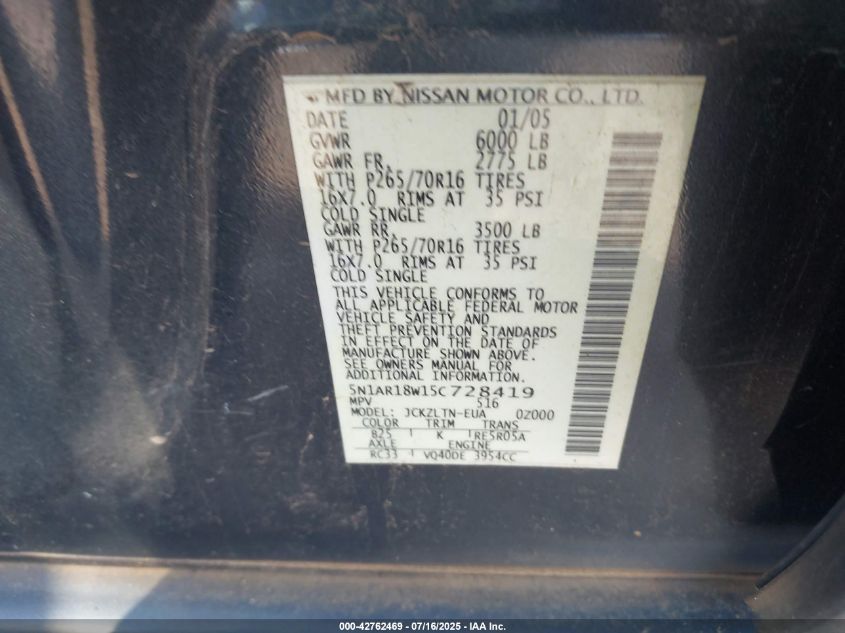 MFD BY NISSAN MOTOR CO., LTD.
DATE 01/05
GVWR 6000 LB
GAWR FR. 2775 LB
WITH P265/70R16 TIRES
16X7.0 RIMS AT 35 PSI
COLD SINGLE
GAWR RR. 3500 LB
WITH P265/70R16 TIRES
16X7.0 RIMS AT 35 PSI
COLD SINGLE
THIS VEHICLE CONFORMS TO
ALL APPLICABLE FEDERAL MOTOR
VEHICLE SAFETY AND
THEFT PREVENTION STANDARDS
IN EFFECT ON THE DATE OF
MANUFACTURE SHOWN ABOVE.
SEE OWNERS MANUAL FOR
ADDITIONAL INFORMATION.
5N1AR18W15C728419
MPV 516
MODEL: JCKZLTN-EUA 0Z000
COLOR TRIM TRANS
B25 K RE5R05A
AXLE ENGINE
RC33 VQ40DE 3954CC
000-42762469 - 07/16/2025 - IAA Inc.